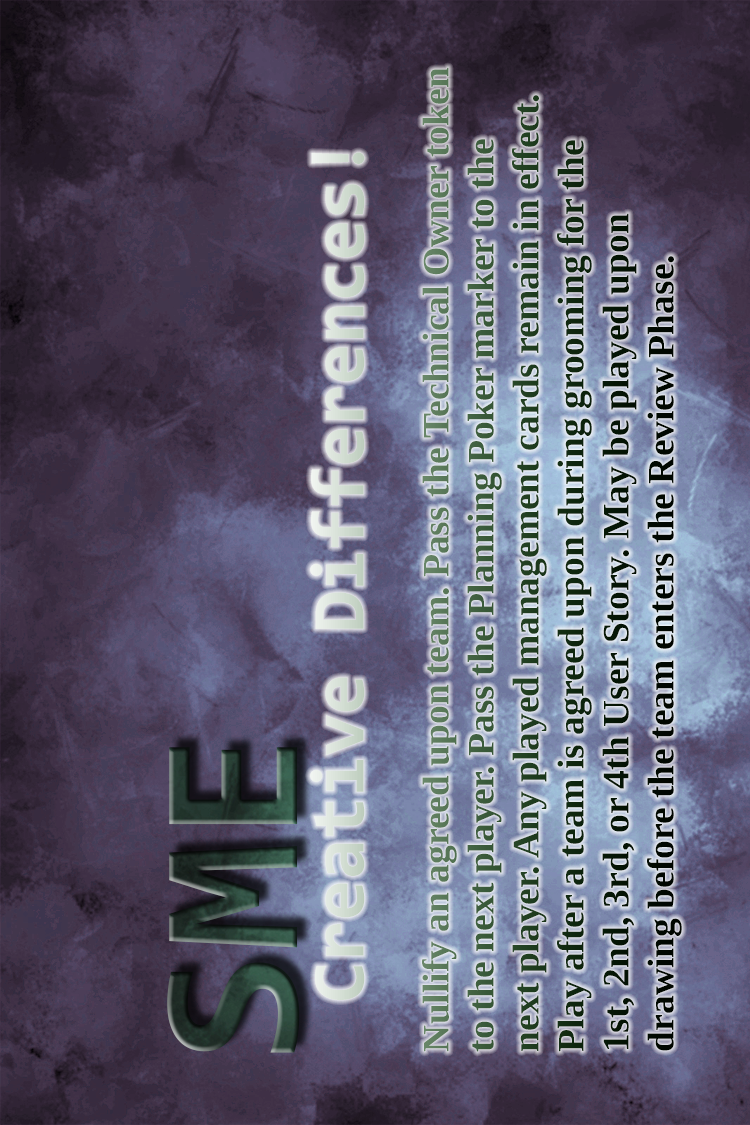 SME
Creative Differences!
Nullify an agreed upon team. Pass the Technical Owner token
to the next player. Pass the Planning Poker marker to the
next player. Any played management cards remain in effect.
Play after a team is agreed upon during grooming for the
1st, 2nd, 3rd, or 4th User Story. May be played upon
drawing before the team enters the Review Phase.